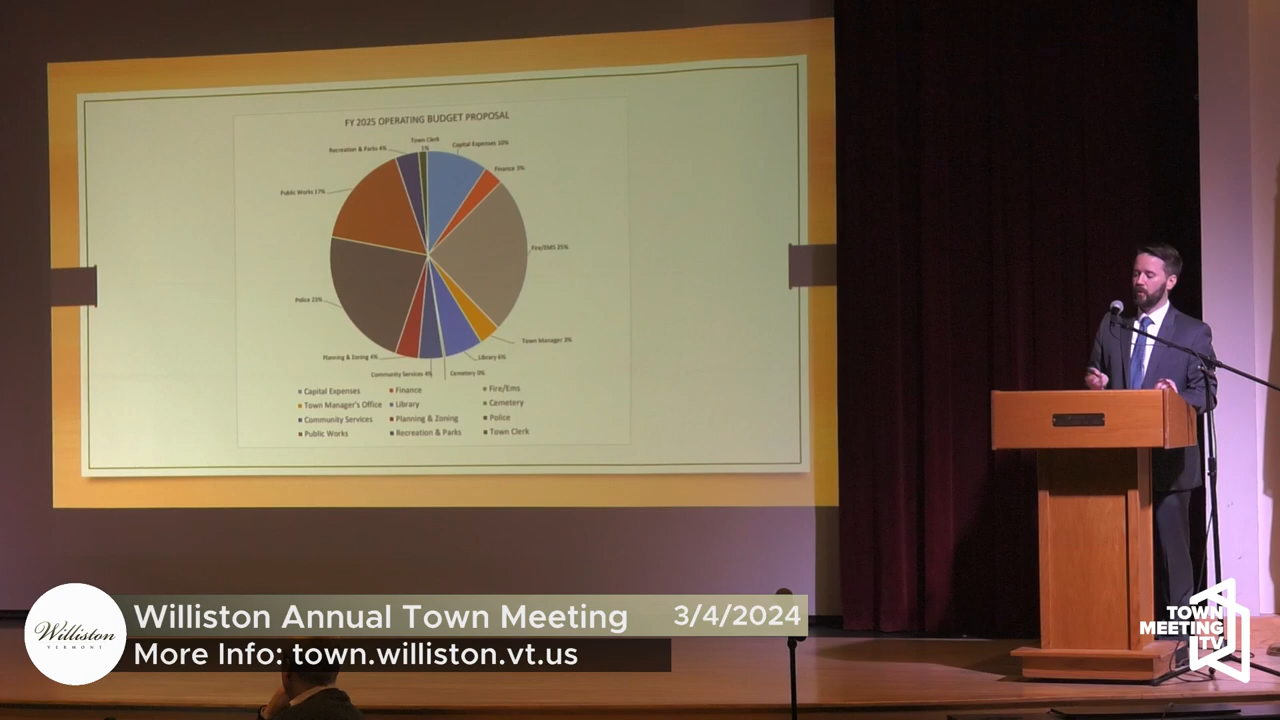 FY 2025 OPERATING BUDGET PROPOSAL
Town Clerk
1%
Recreation & Parks 4%
Capital Expenses 10%
Finance 3%
Public Works 17%
Fire/EMS 25%
Police 23%
Town Manager 3%
Library 6%
Planning & Zoning 4%
Community Services 4%
Cemetery 0%
Capital Expenses
Finance
Fire/Ems
Town Manager's Office
Library
Cemetery
Community Services
Planning & Zoning
Police
Public Works
Recreation & Parks
Town Clerk
Williston
VERMONT
Williston Annual Town Meeting 3/4/2024
More Info: town.williston.vt.us
TOWN
MEETING
TV